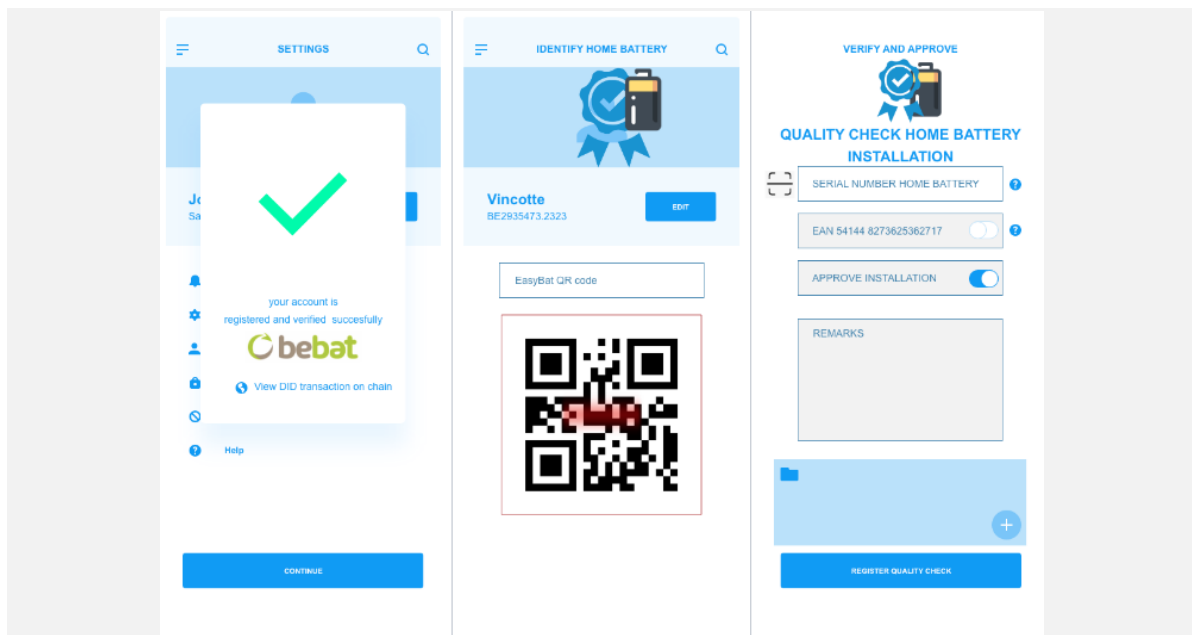 SETTINGS
Jo
Sa
your account is
registered and verified succesfully
bebat
View DID transaction on chain
Help
CONTINUE
IDENTIFY HOME BATTERY
Vincotte
BE2935473.2323
EDIT
EasyBat QR code
VERIFY AND APPROVE
QUALITY CHECK HOME BATTERY
INSTALLATION
SERIAL NUMBER HOME BATTERY
EAN 54144 8273625362717
APPROVE INSTALLATION
REMARKS
REGISTER QUALITY CHECK